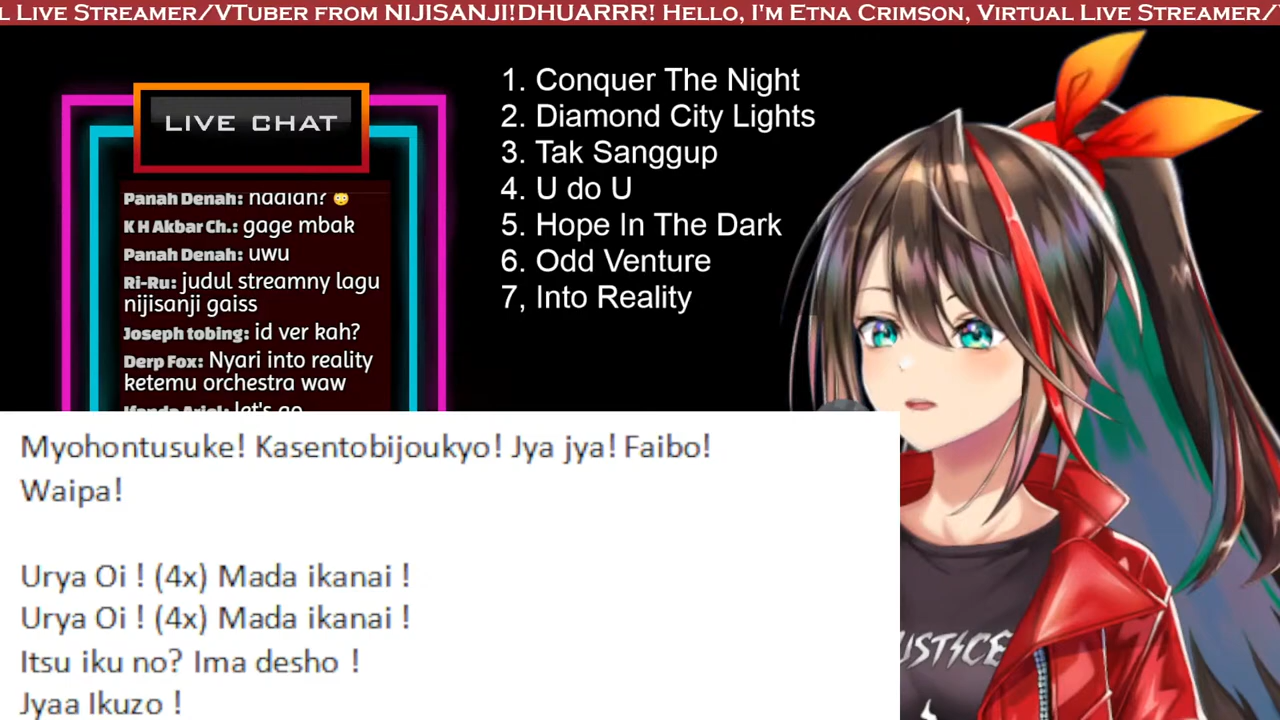 L LIVE STREAMER/VTUBER FROM NIJISANJI!DHUARRR! HELLO, I'M ETNA CRIMSON, VIRTUAL LIVE STREAMER/
LIVE CHAT
Panah Denah: 😳
K H Akbar Ch.: gage mbak
Panah Denah: uwu
Ri-Ru: judul streamny lagu
nijisanji gaiss
Joseph tobing: id ver kah?
Derp Fox: Nyari into reality
ketemu orchestra waw
let's go
1. Conquer The Night
2. Diamond City Lights
3. Tak Sanggup
4. U do U
5. Hope In The Dark
6. Odd Venture
7, Into Reality
Myohontusuke! Kasentobijoukyo! Jya jya! Faibo!
Waipa!
Urya Oi ! (4x) Mada ikanai !
Urya Oi ! (4x) Mada ikanai !
Itsu iku no? Ima desho !
Jyaa Ikuzo !